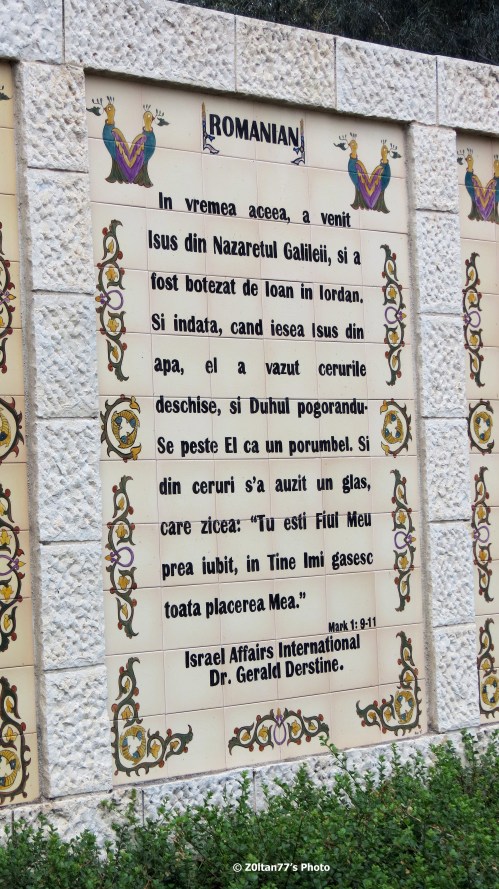 ROMANIAN
In vremea aceea, a venit
Isus din Nazaretul Galileii, si a
fost botezat de Ioan in Iordan.
Si indata, cand iesea Isus din
apa, el a vazut cerurile
deschise, si Duhul pogorandu-
Se peste El ca un porumbel. Si
din ceruri s'a auzit un glas,
care zicea: “Tu esti Fiul Meu
prea iubit, in Tine Imi gasesc
toata placerea Mea.”
Mark 1: 9-11
Israel Affairs International
Dr. Gerald Derstine.
© Z0ltan77's Photo